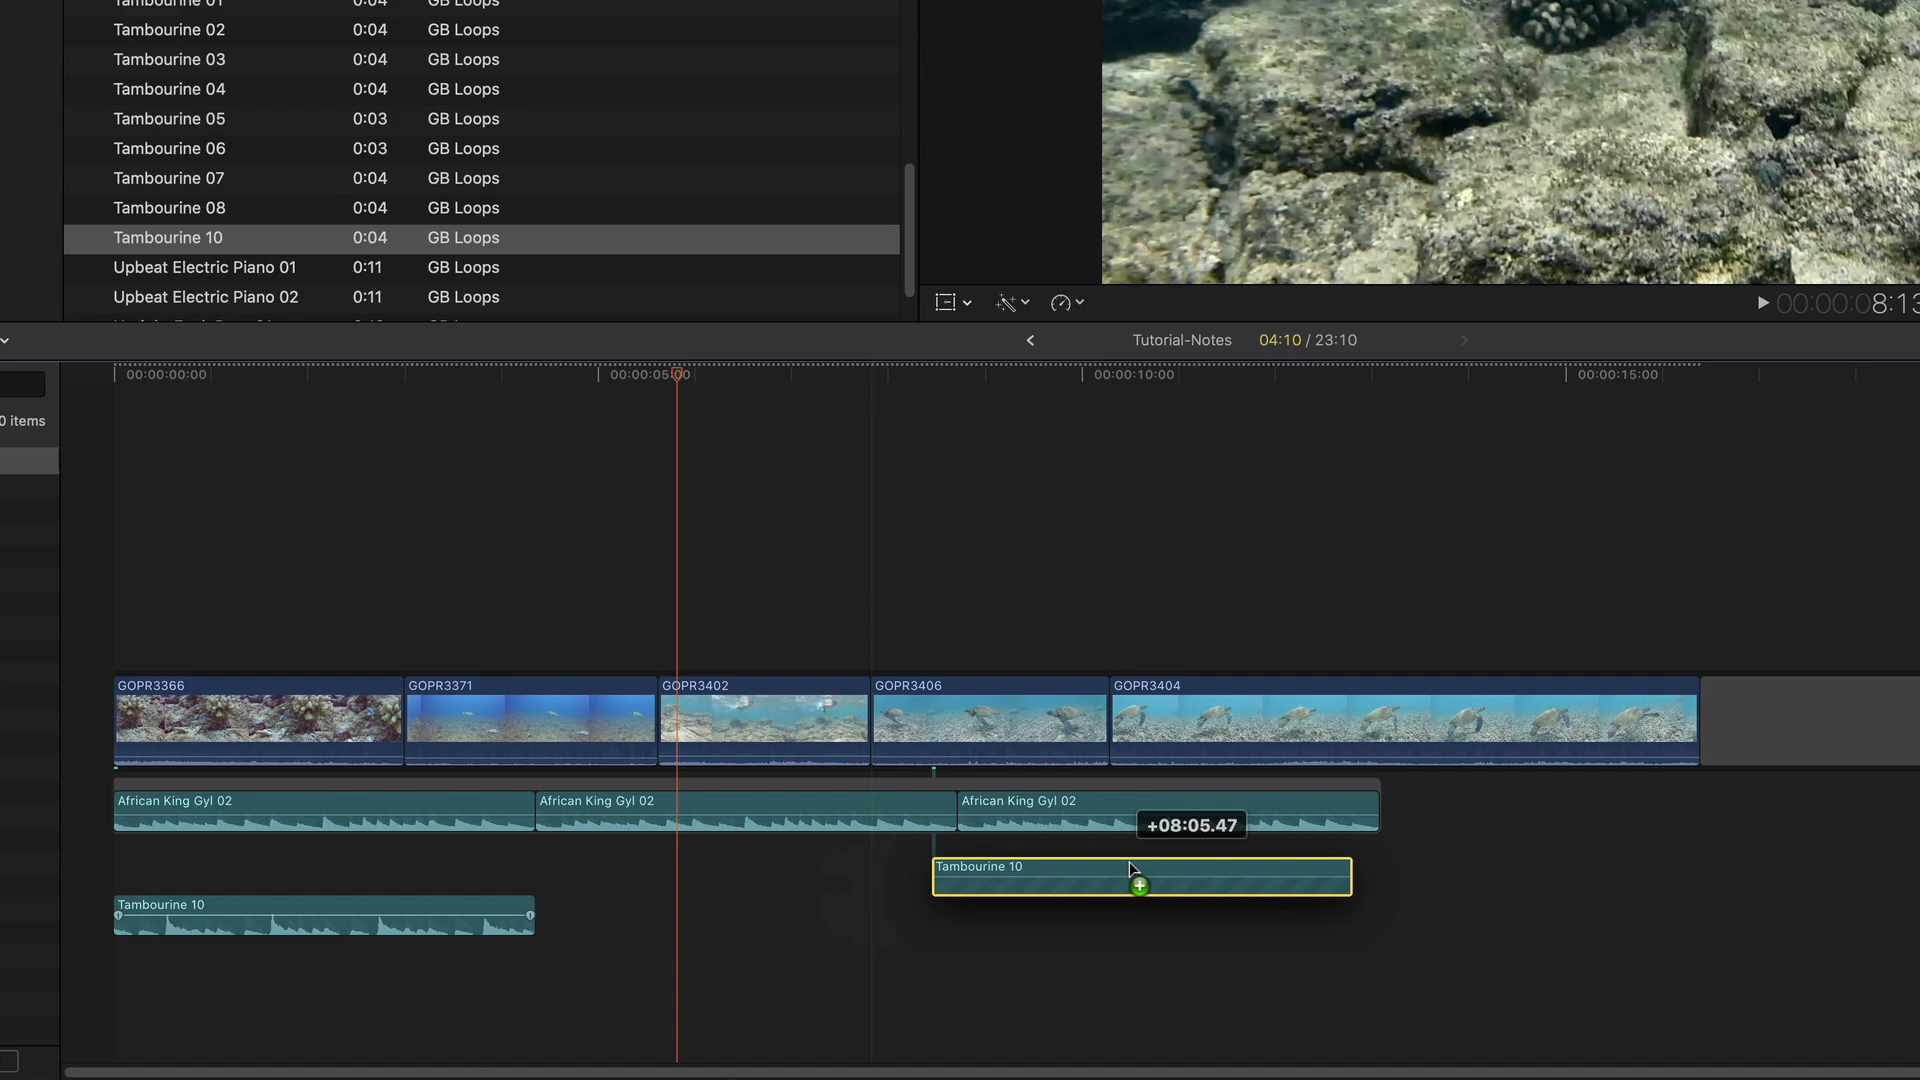 Tambourine 01 0:04 GB Loops
Tambourine 02 0:04 GB Loops
Tambourine 03 0:04 GB Loops
Tambourine 04 0:04 GB Loops
Tambourine 05 0:03 GB Loops
Tambourine 06 0:03 GB Loops
Tambourine 07 0:04 GB Loops
Tambourine 08 0:04 GB Loops
Tambourine 10 0:04 GB Loops
Upbeat Electric Piano 01 0:11 GB Loops
Upbeat Electric Piano 02 0:11 GB Loops
00:00:08:13
Tutorial-Notes 04:10 / 23:10
00:00:00:00 00:00:05:00 00:00:10:00 00:00:15:00
0 items
GOPR3366 GOPR3371 GOPR3402 GOPR3406 GOPR3404
African King Gyl 02 African King Gyl 02 African King Gyl 02
+08:05.47
Tambourine 10
Tambourine 10